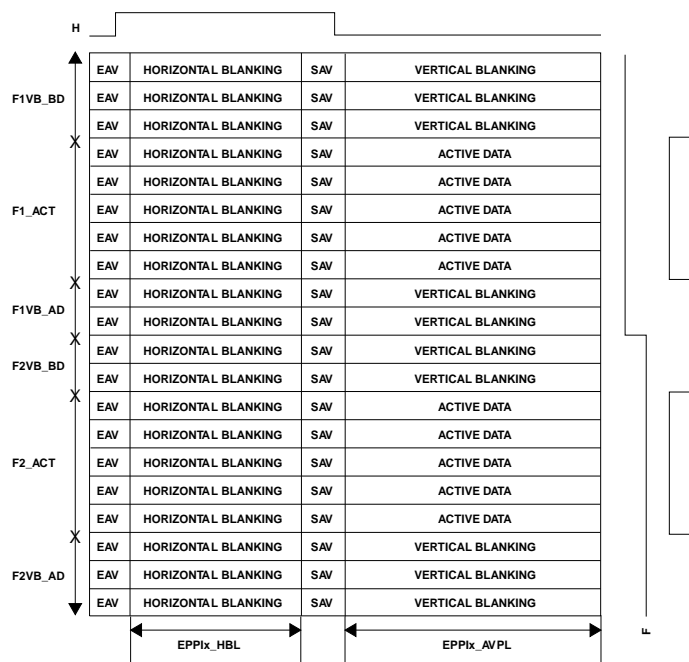 H
EAV HORIZONTAL BLANKING SAV VERTICAL BLANKING
F1VB_BD EAV HORIZONTAL BLANKING SAV VERTICAL BLANKING
EAV HORIZONTAL BLANKING SAV VERTICAL BLANKING
EAV HORIZONTAL BLANKING SAV ACTIVE DATA
EAV HORIZONTAL BLANKING SAV ACTIVE DATA
F1_ACT EAV HORIZONTAL BLANKING SAV ACTIVE DATA
EAV HORIZONTAL BLANKING SAV ACTIVE DATA
EAV HORIZONTAL BLANKING SAV ACTIVE DATA
EAV HORIZONTAL BLANKING SAV VERTICAL BLANKING
F1VB_AD EAV HORIZONTAL BLANKING SAV VERTICAL BLANKING
EAV HORIZONTAL BLANKING SAV VERTICAL BLANKING
F2VB_BD EAV HORIZONTAL BLANKING SAV VERTICAL BLANKING
EAV HORIZONTAL BLANKING SAV ACTIVE DATA
EAV HORIZONTAL BLANKING SAV ACTIVE DATA
F2_ACT EAV HORIZONTAL BLANKING SAV ACTIVE DATA
EAV HORIZONTAL BLANKING SAV ACTIVE DATA
EAV HORIZONTAL BLANKING SAV ACTIVE DATA
EAV HORIZONTAL BLANKING SAV VERTICAL BLANKING
F2VB_AD EAV HORIZONTAL BLANKING SAV VERTICAL BLANKING
EAV HORIZONTAL BLANKING SAV VERTICAL BLANKING
F
EPPIx_HBL EPPIx_AVPL